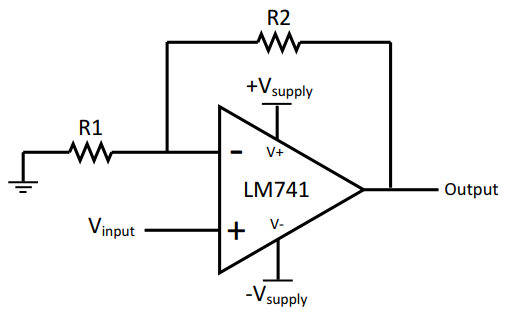 R2
+Vsupply
R1
-
V+
LM741
Output
Vinput
+
V-
-Vsupply